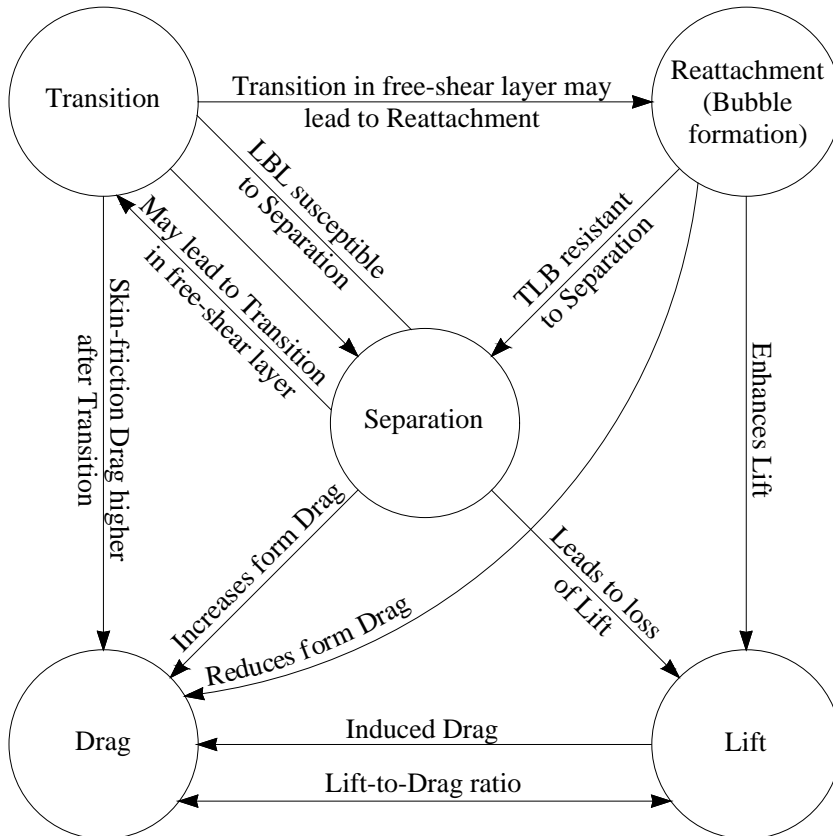 Transition
Transition in free-shear layer may
lead to Reattachment
Reattachment
(Bubble
formation)
LBL susceptible
to Separation
May lead to Transition
in free-shear layer
TLB resistant
to Separation
Skin-friction Drag higher
after Transition
Separation
Enhances Lift
Increases form Drag
Leads to loss
of Lift
Reduces form Drag
Drag
Induced Drag
Lift-to-Drag ratio
Lift